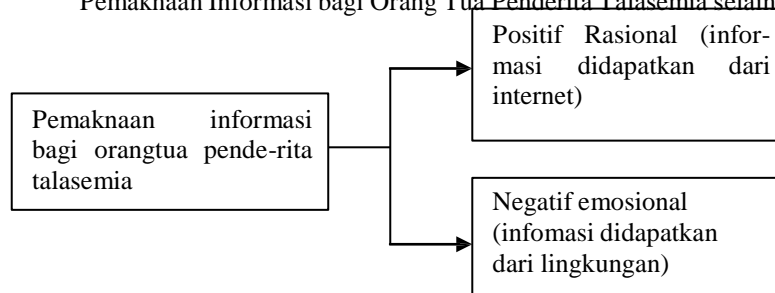 Pemaknaan Informasi bagi Orang Tua Penderita Talasemia selain
Positif Rasional (infor-
masi didapatkan dari
internet)
Pemaknaan informasi
bagi orangtua pende-rita
talasemia
Negatif emosional
(infomasi didapatkan
dari lingkungan)